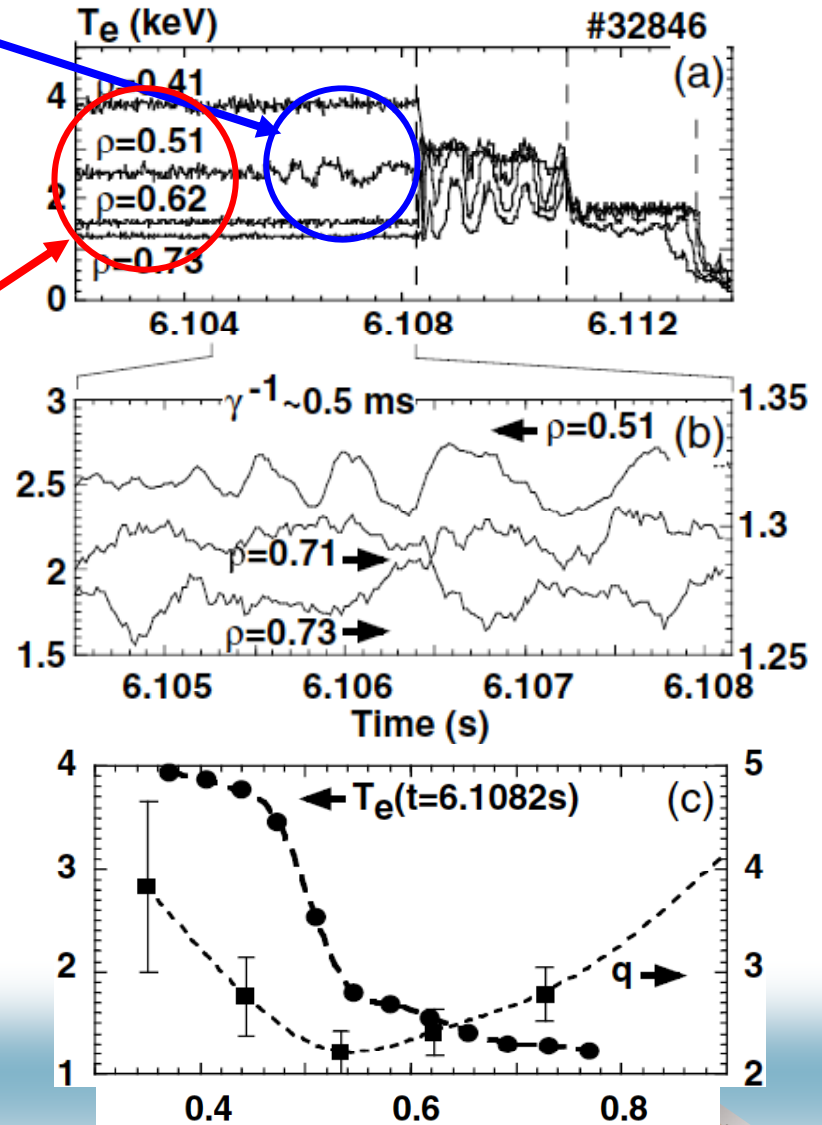 Te (keV) #32846
(a)
ρ=0.41
4
ρ=0.51
2
ρ=0.62
ρ=0.73
0
6.104 6.108 6.112
3 γ⁻¹~0.5 ms 1.35
ρ=0.51 (b)
2.5
1.3
ρ=0.71
2
ρ=0.73
1.5 1.25
6.105 6.106 6.107 6.108
Time (s)
4 5
Te(t=6.1082s) (c)
3 4
2 q 3
1 2
0.4 0.6 0.8